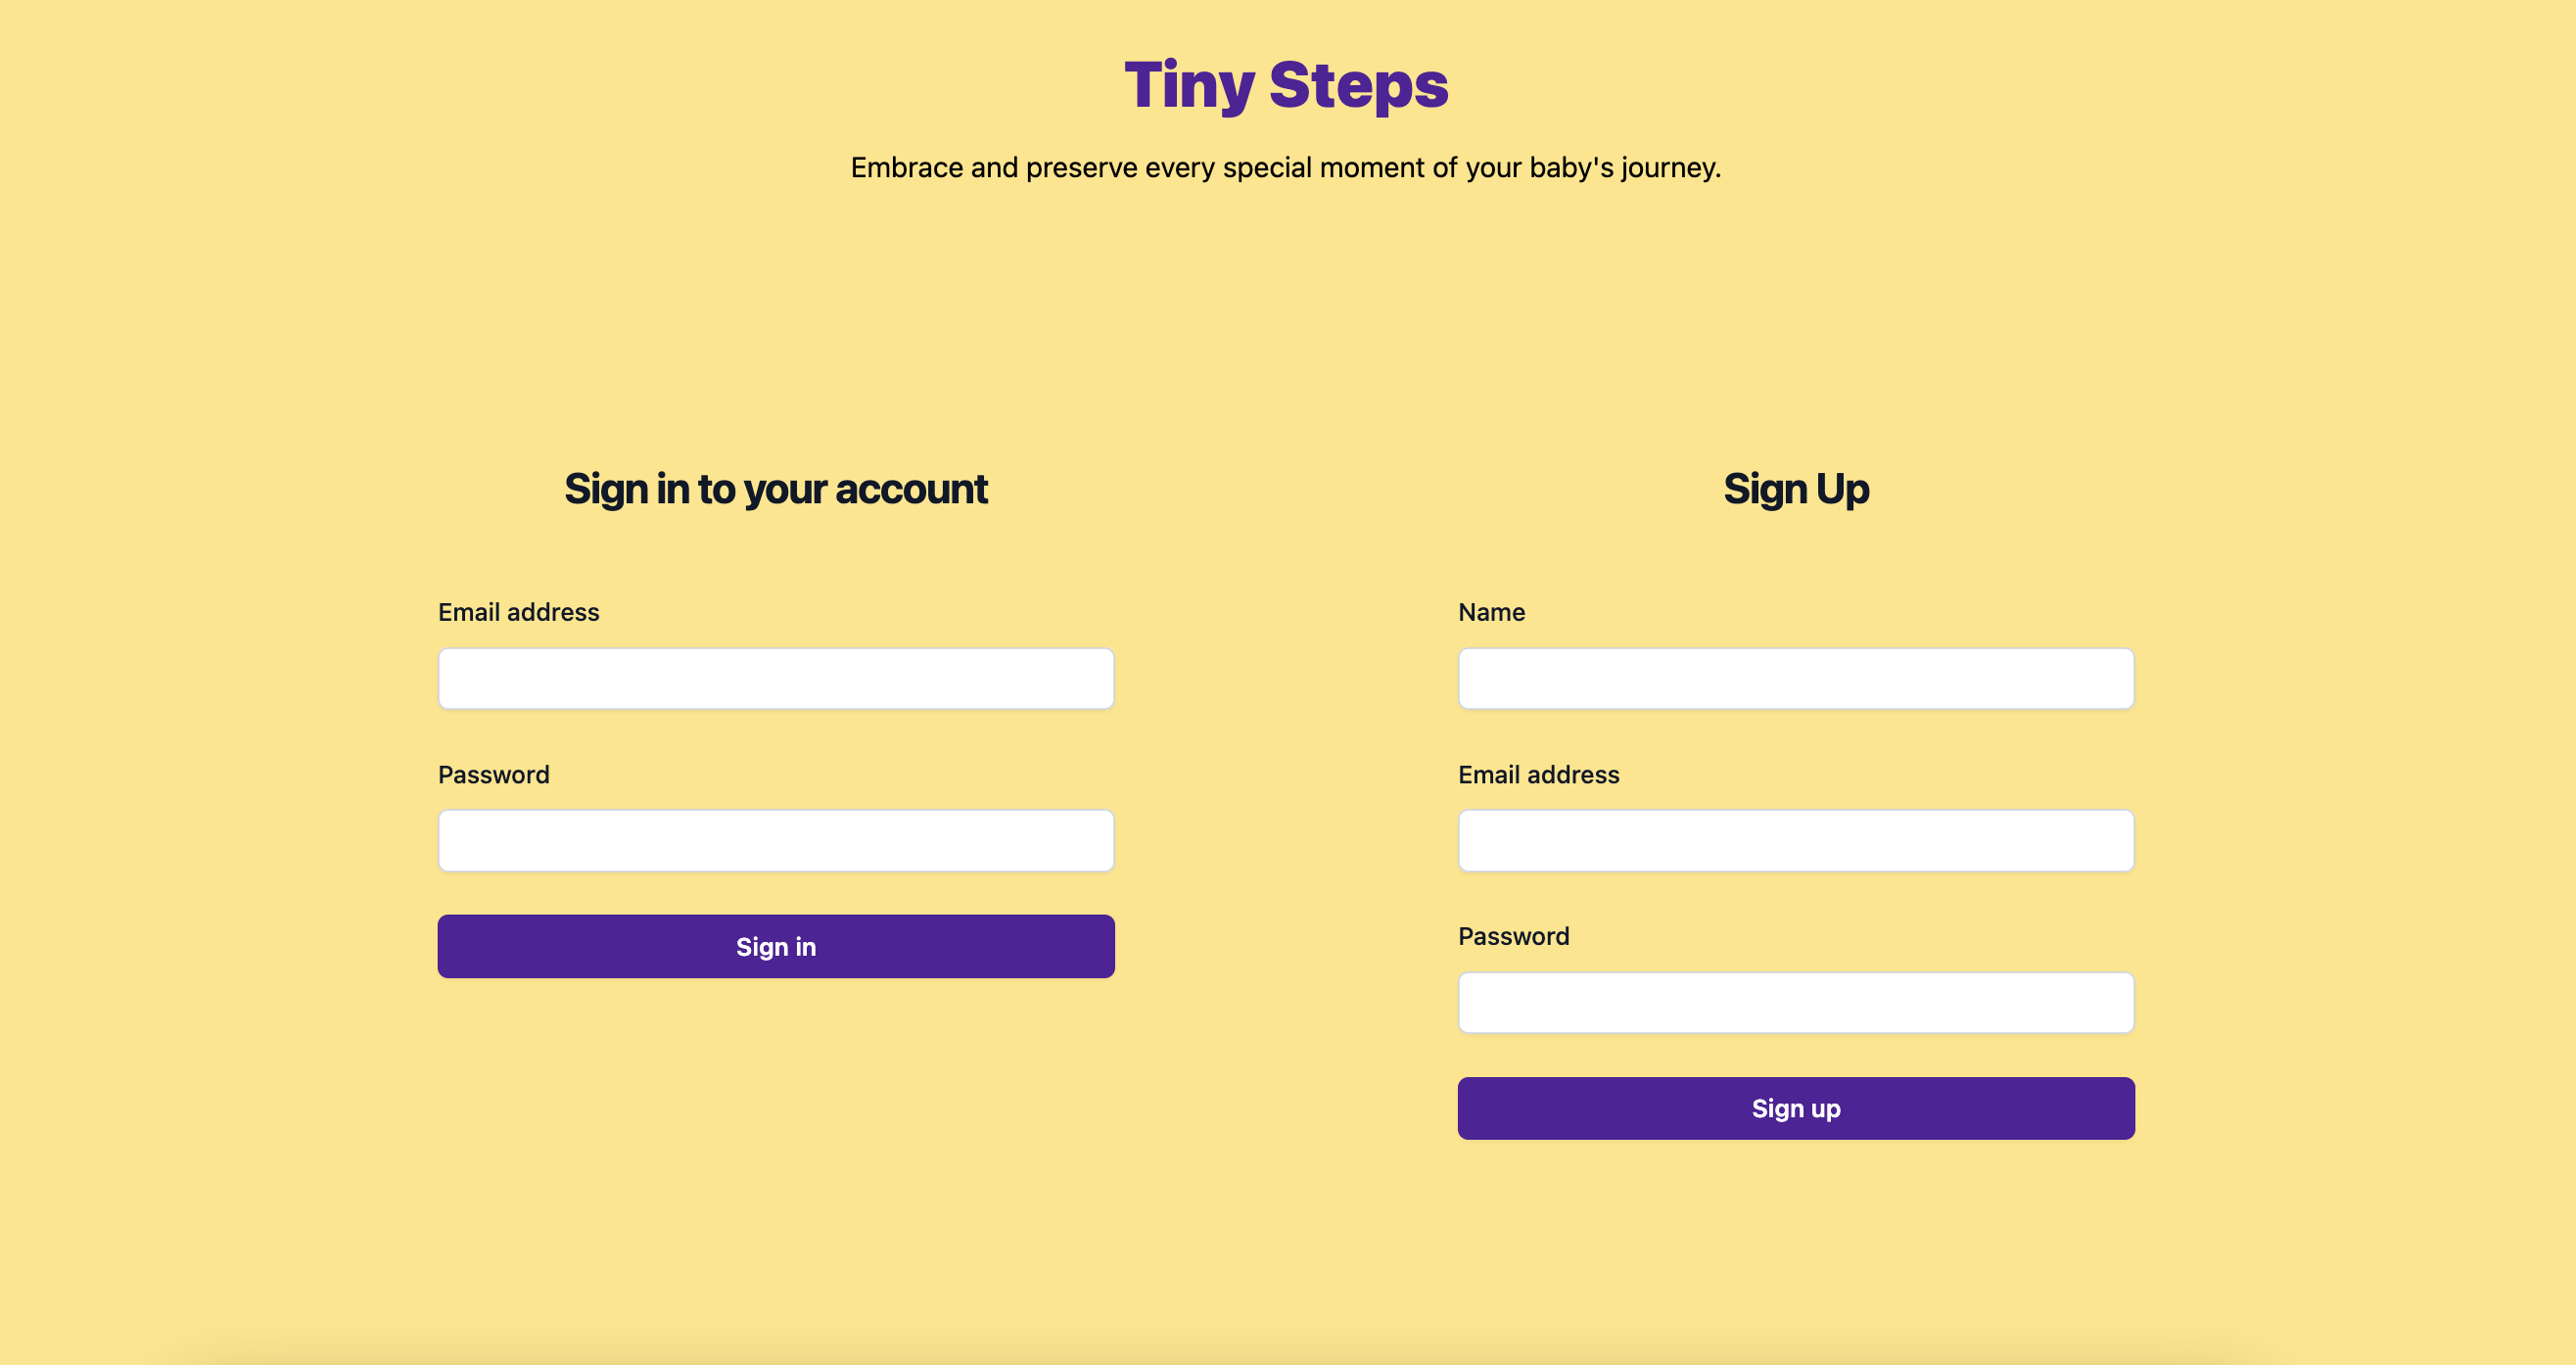 Tiny Steps
Embrace and preserve every special moment of your baby's journey.
Sign in to your account
Email address
Password
Sign in
Sign Up
Name
Email address
Password
Sign up